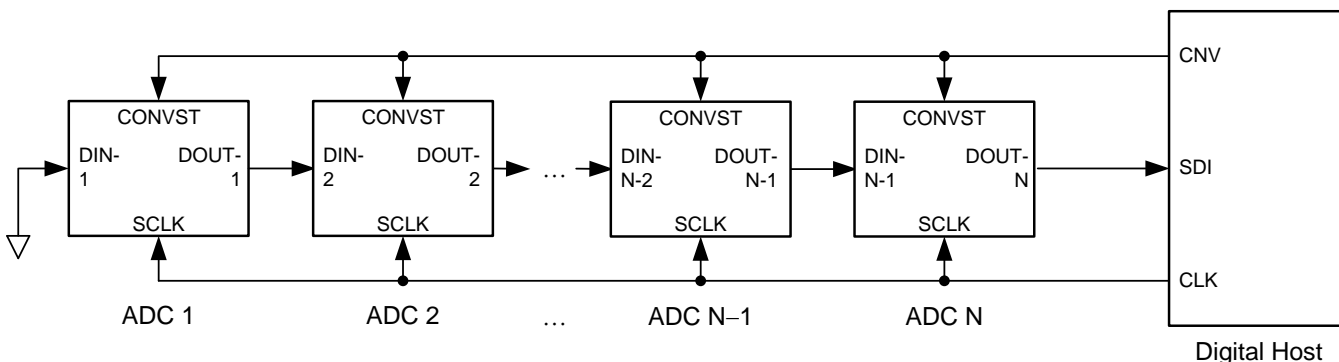 CNV
CONVST
CONVST
CONVST
CONVST
DIN-
1
DOUT-
1
DIN-
2
DOUT-
2
...
DIN-
N-2
DOUT-
N-1
DIN-
N-1
DOUT-
N
SDI
SCLK
SCLK
SCLK
SCLK
CLK
ADC 1
ADC 2
...
ADC N−1
ADC N
Digital Host